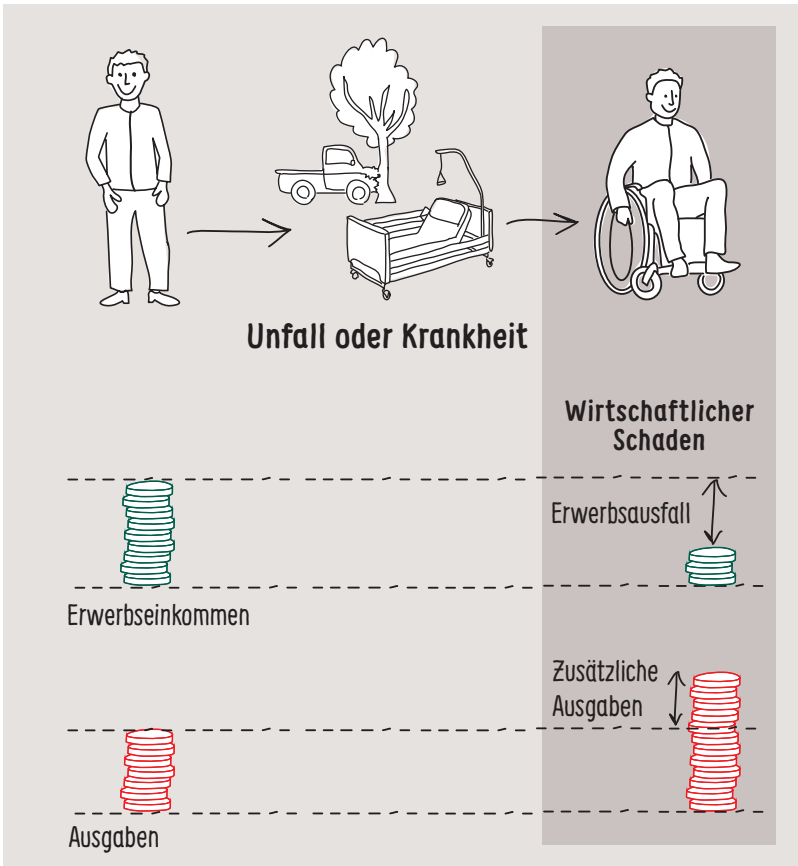 Unfall oder Krankheit
Wirtschaftlicher
Schaden
Erwerbsausfall
Erwerbseinkommen
Zusätzliche
Ausgaben
Ausgaben